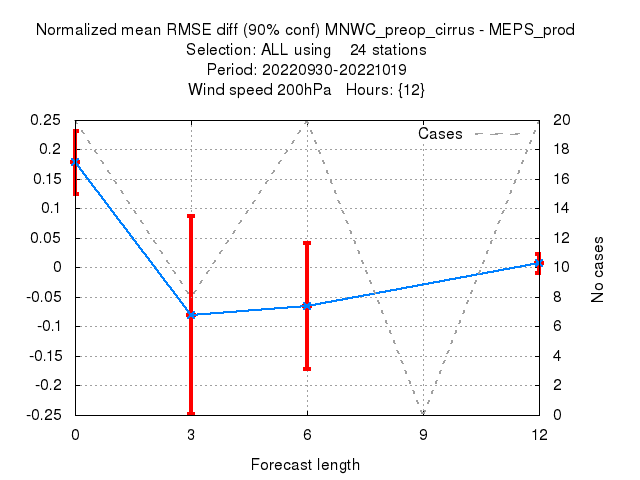 Normalized mean RMSE diff (90% conf) MNWC_preop_cirrus - MEPS_prod
Selection: ALL using    24 stations
Period: 20220930-20221019
Wind speed 200hPa   Hours: {12}
Cases
0.25
0.2
0.15
0.1
0.05
0
-0.05
-0.1
-0.15
-0.2
-0.25
20
18
16
14
12
10
8
6
4
2
0
No cases
0 3 6 9 12
Forecast length